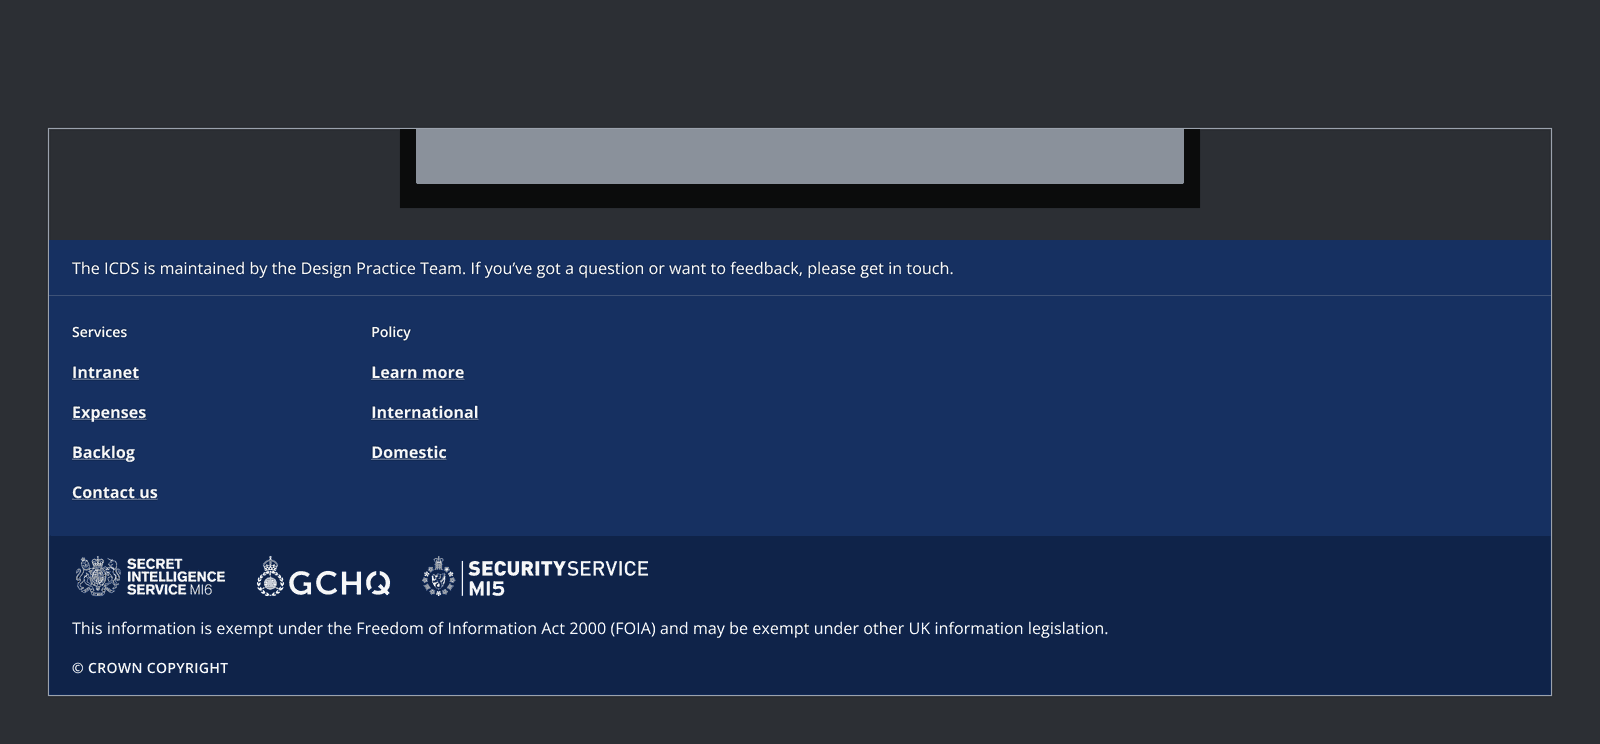 The ICDS is maintained by the Design Practice Team. If you’ve got a question or want to feedback, please get in touch.
Services
Intranet
Expenses
Backlog
Contact us
Policy
Learn more
International
Domestic
SECRET
INTELLIGENCE
SERVICE MI6
GCHQ
SECURITYSERVICE
MI5
This information is exempt under the Freedom of Information Act 2000 (FOIA) and may be exempt under other UK information legislation.
© CROWN COPYRIGHT